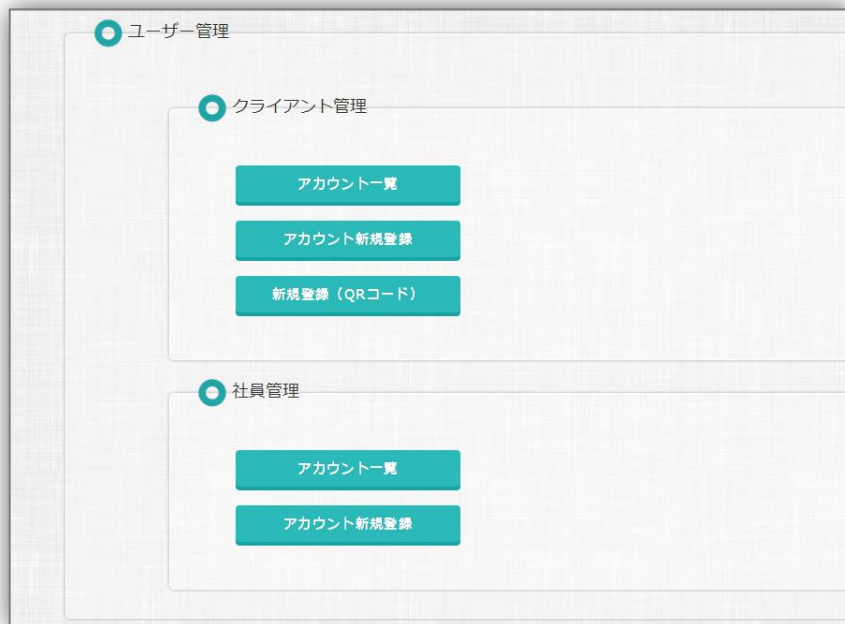 ユーザー管理
クライアント管理
アカウント一覧
アカウント新規登録
新規登録（QRコード）
社員管理
アカウント一覧
アカウント新規登録